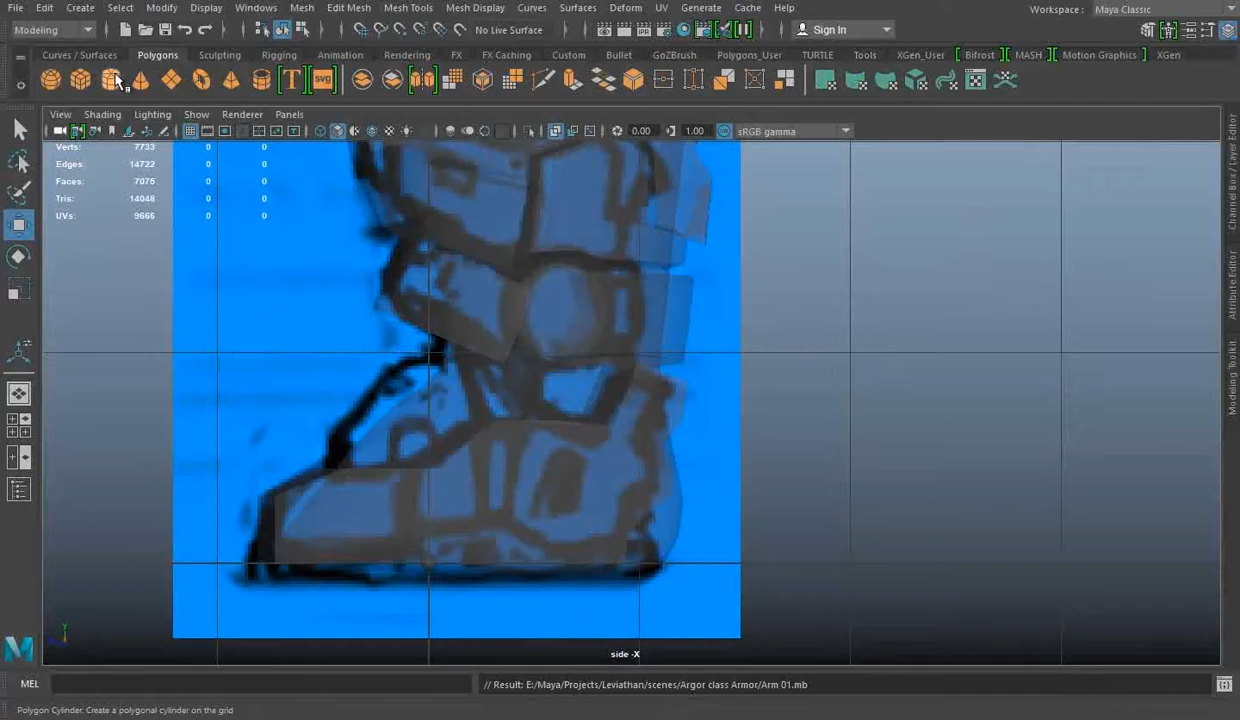 File Edit Create Select Modify Display Windows Mesh Edit Mesh Mesh Tools Mesh Display Curves Surfaces Deform UV Generate Cache Help Workspace : Maya Classic
Modeling No Live Surface Sign In
Curves / Surfaces Polygons Sculpting Rigging Animation Rendering FX FX Caching Custom Bullet GoZBrush Polygons_User TURTLE Tools XGen_User Bifrost MASH Motion Graphics XGen
T SVG
View Shading Lighting Show Renderer Panels
0.00 1.00 sRGB gamma
Verts: 7733 0 0
Edges: 14722 0 0
Faces: 7075 0 0
Tris: 14048 0 0
UVs: 9666 0 0
Channel Box / Layer Editor
Attribute Editor
Modeling Toolkit
Y
side -X
MEL // Result: E:/Maya/Projects/Leviathan/scenes/Argor class Armor/Arm 01.mb
Polygon Cylinder: Create a polygonal cylinder on the grid